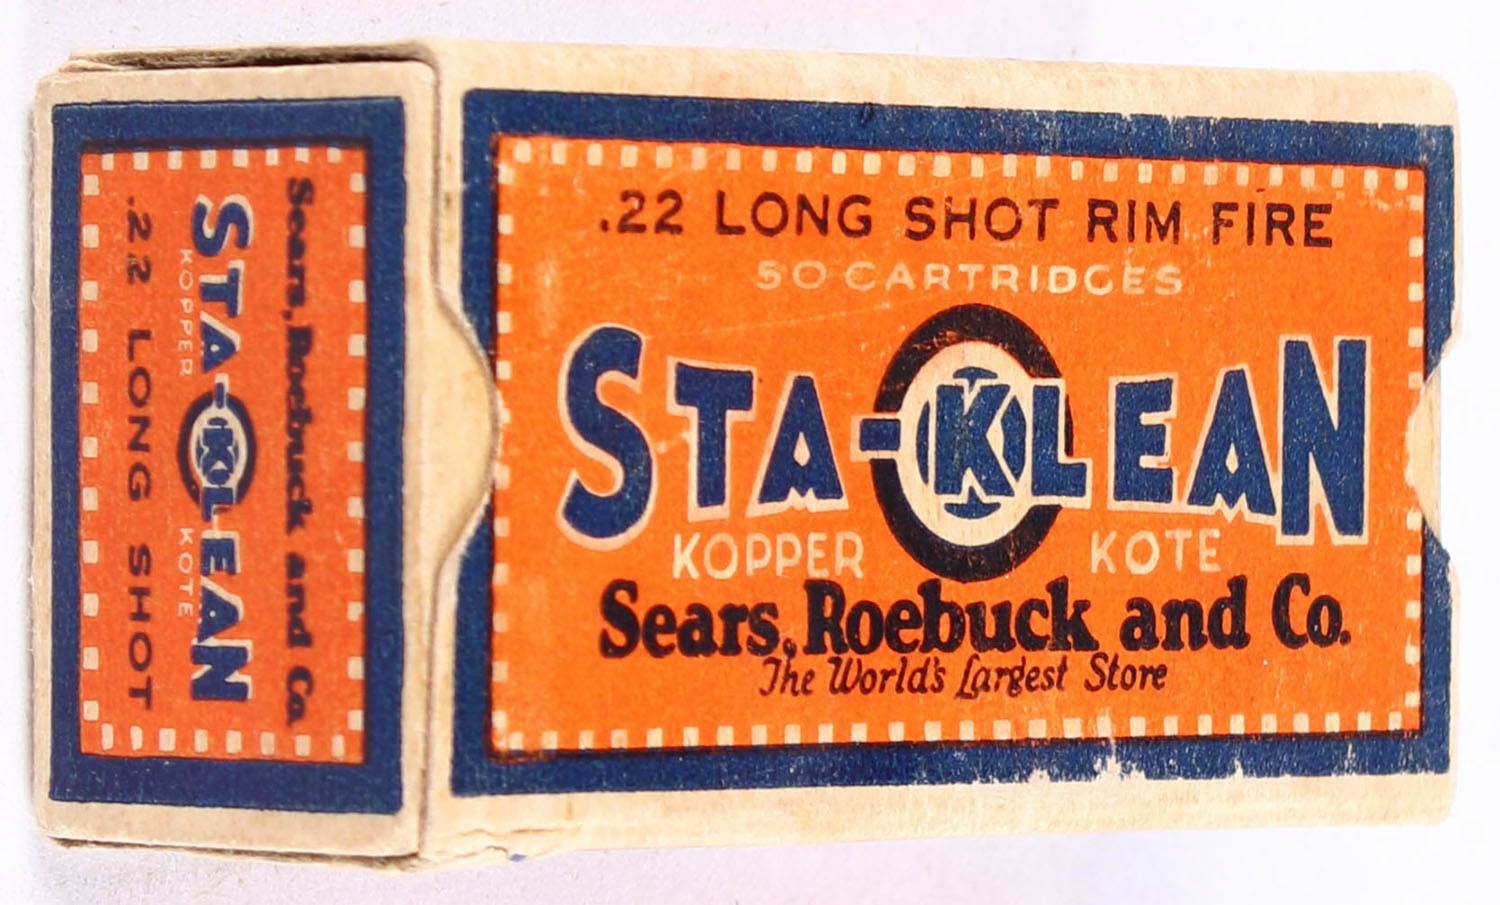 .22 LONG SHOT RIM FIRE
50 CARTRIDGES
STA-KLEAN
KOPPER KOTE
Sears, Roebuck and Co.
The World's Largest Store
Sears, Roebuck and Co
STA-KLEAN
KOPPER KOTE
.22 LONG SHOT